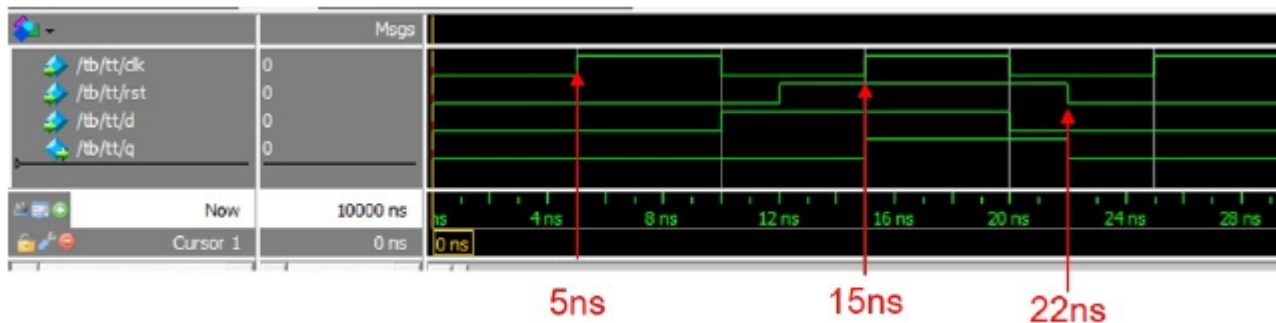 Msgs
/tb/tt/clk 0
/tb/tt/rst 0
/tb/tt/d 0
/tb/tt/q 0
Now 10000 ns
ns 4 ns 8 ns 12 ns 16 ns 20 ns 24 ns 28 ns
Cursor 1 0 ns 0 ns
5ns 15ns 22ns